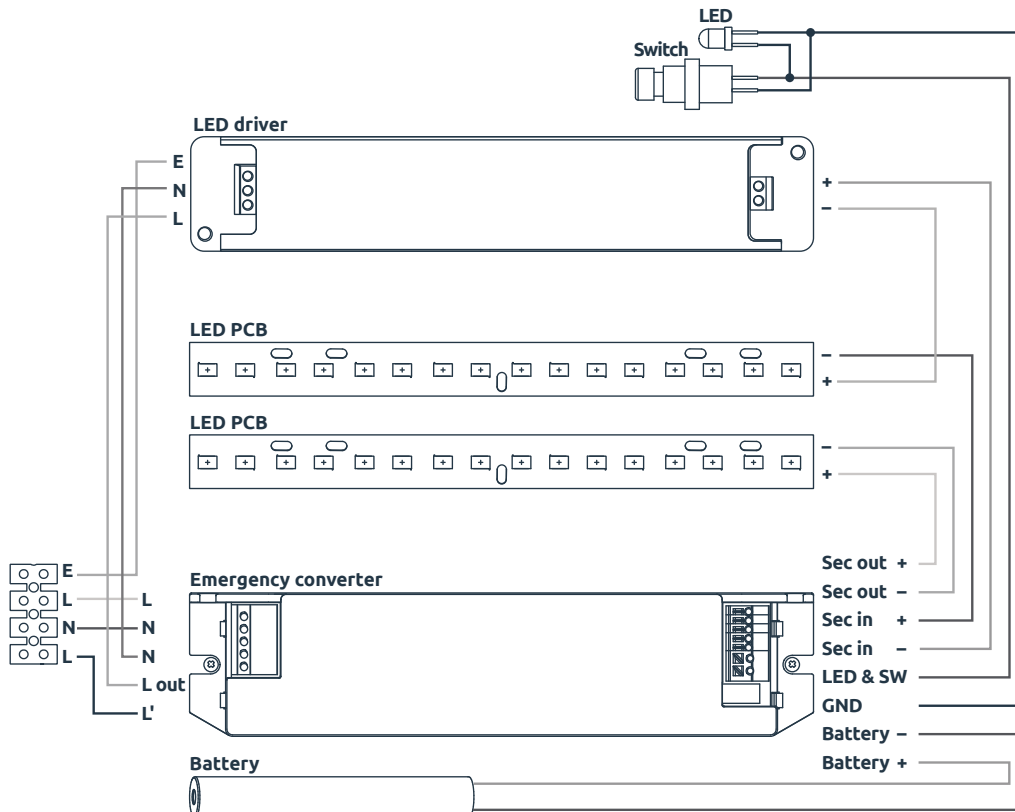 LED
Switch
LED driver
E
N
L
+
−
LED PCB
−
+
LED PCB
−
+
E
L L
N N
L N
L out
L'
Emergency converter
Sec out +
Sec out −
Sec in +
Sec in −
LED & SW
GND
Battery −
Battery +
Battery